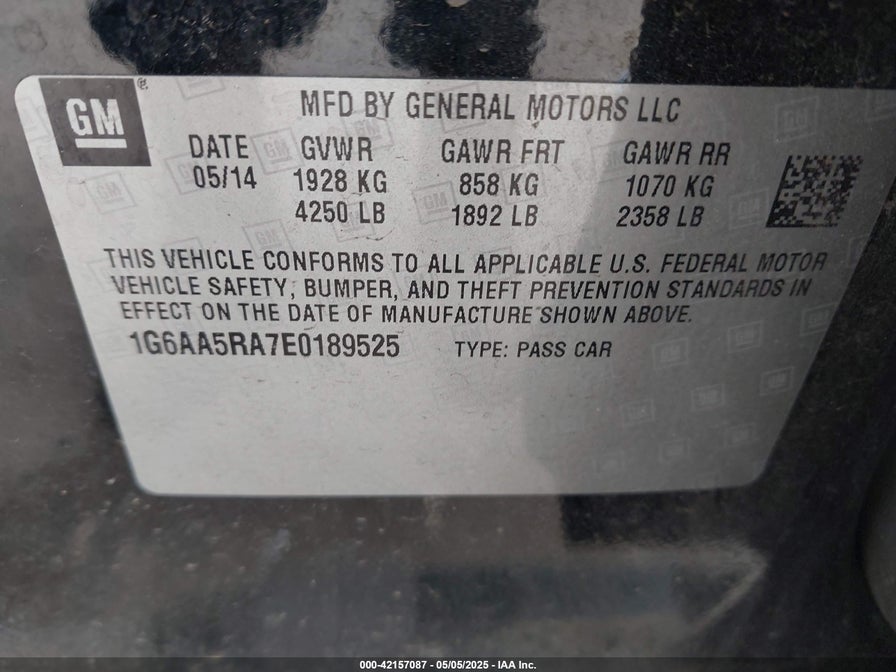 GM
MFD BY GENERAL MOTORS LLC
DATE GVWR GAWR FRT GAWR RR
05/14 1928 KG 858 KG 1070 KG
4250 LB 1892 LB 2358 LB
THIS VEHICLE CONFORMS TO ALL APPLICABLE U.S. FEDERAL MOTOR
VEHICLE SAFETY, BUMPER, AND THEFT PREVENTION STANDARDS IN
EFFECT ON THE DATE OF MANUFACTURE SHOWN ABOVE.
1G6AA5RA7E0189525 TYPE: PASS CAR
000-42157087 - 05/05/2025 - IAA Inc.